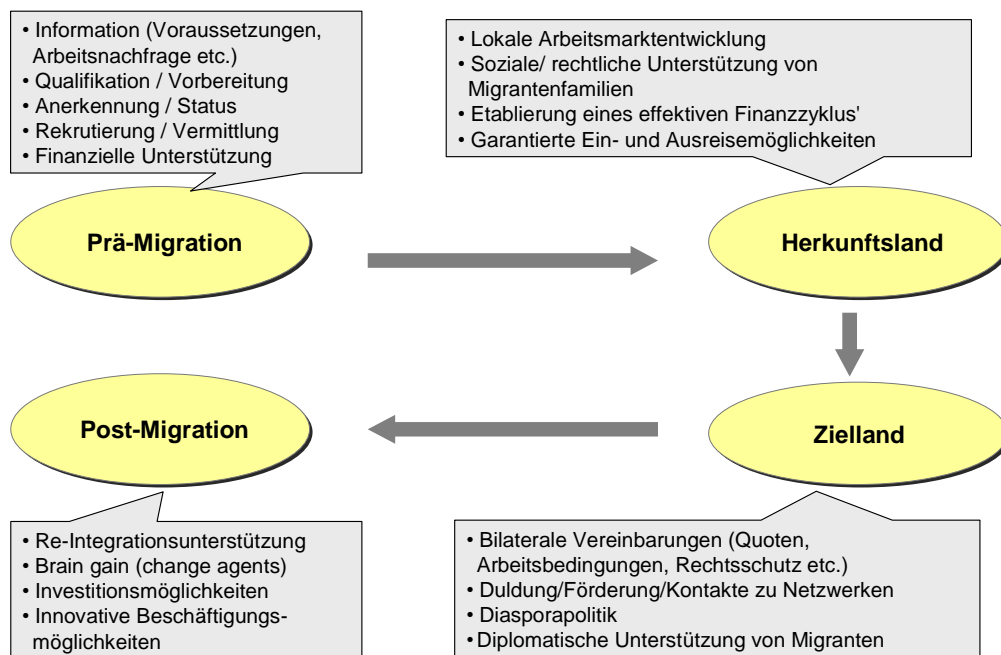 • Information (Voraussetzungen,
Arbeitsnachfrage etc.)
• Qualifikation / Vorbereitung
• Anerkennung / Status
• Rekrutierung / Vermittlung
• Finanzielle Unterstützung
• Lokale Arbeitsmarktentwicklung
• Soziale/ rechtliche Unterstützung von
Migrantenfamilien
• Etablierung eines effektiven Finanzzyklus'
• Garantierte Ein- und Ausreisemöglichkeiten
Prä-Migration
Herkunftsland
Post-Migration
Zielland
• Re-Integrationsunterstützung
• Brain gain (change agents)
• Investitionsmöglichkeiten
• Innovative Beschäftigungs-
möglichkeiten
• Bilaterale Vereinbarungen (Quoten,
Arbeitsbedingungen, Rechtsschutz etc.)
• Duldung/Förderung/Kontakte zu Netzwerken
• Diasporapolitik
• Diplomatische Unterstützung von Migranten